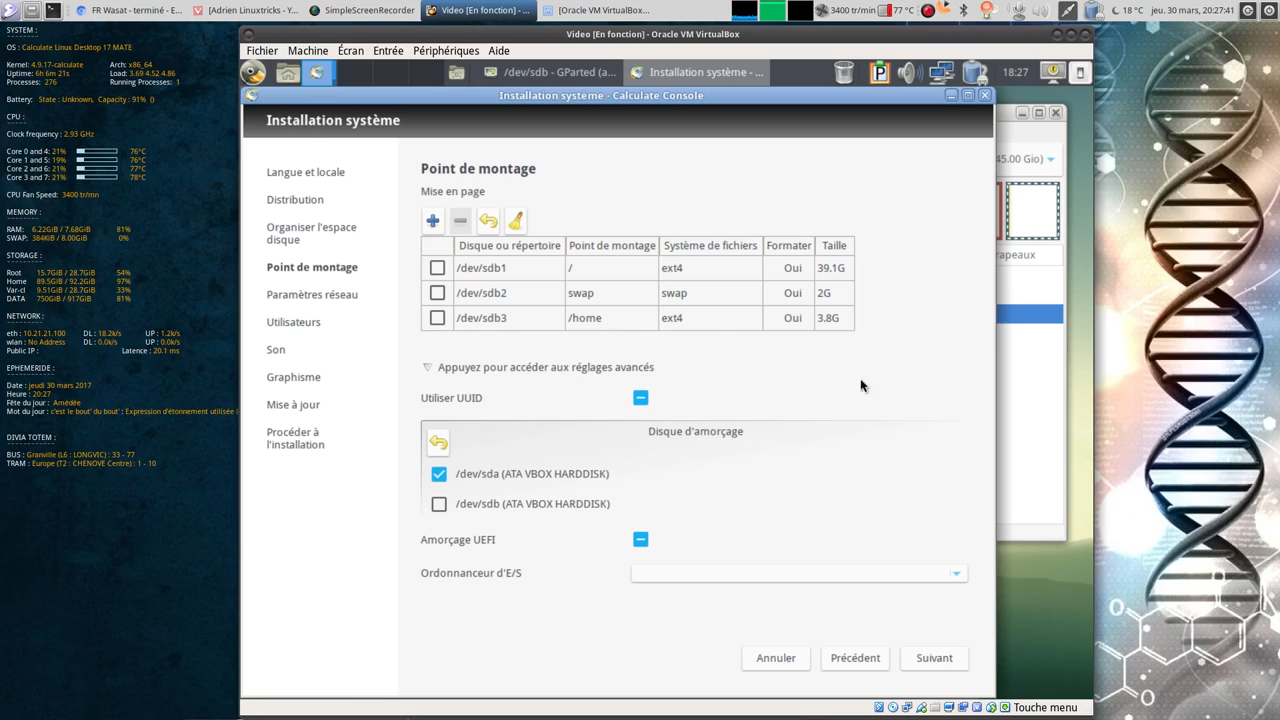 FR Wasat - terminé - E...
[Adrien Linuxtricks - Y...
SimpleScreenRecorder
Video [En fonction] - ...
[Oracle VM VirtualBox...
3400 tr/min
77 °C
18 °C
jeu. 30 mars, 20:27:41
SYSTEM :
OS : Calculate Linux Desktop 17 MATE
Kernel: 4.9.17-calculate Arch: x86_64
Uptime: 6h 6m 21s Load: 3.69 4.52 4.86
Processes: 276 Running Processes: 1
Battery: State : Unknown, Capacity : 91% ()
CPU :
Clock frequency : 2.93 GHz
Core 0 and 4: 21% 76°C
Core 1 and 5: 19% 76°C
Core 2 and 6: 21% 77°C
Core 3 and 7: 21% 78°C
CPU Fan Speed: 3400 tr/mn
MEMORY :
RAM: 6.22GiB / 7.68GiB 81%
SWAP: 384KiB / 8.00GiB 0%
STORAGE :
Root 15.7GiB / 28.7GiB 54%
Home 89.5GiB / 92.2GiB 97%
Var-cl 9.51GiB / 28.7GiB 33%
DATA 750GiB / 917GiB 81%
NETWORK :
eth : 10.21.21.100 DL : 18.2k/s UP : 1.2k/s
wlan : No Address DL : 0.0k/s UP : 0.0k/s
Public IP : Latence : 20.1 ms
EPHEMERIDE :
Date : jeudi 30 mars 2017
Heure : 20:27
Fête du jour : Amédée
Mot du jour : c'est le bout' du bout' : Expression d'étonnement utilisée
DIVIA TOTEM :
BUS : Granville (L6 : LONGVIC) : 33 - 77
TRAM : Europe (T2 : CHENOVE Centre) : 1 - 10
Video [En fonction] - Oracle VM VirtualBox
Fichier Machine Écran Entrée Périphériques Aide
/dev/sdb - GParted (a...
Installation système - ...
P
18:27
Installation système - Calculate Console
Installation système
45.00 Gio)
rapeaux
Langue et locale
Distribution
Organiser l'espace
disque
Point de montage
Paramètres réseau
Utilisateurs
Son
Graphisme
Mise à jour
Procéder à
l'installation
Point de montage
Mise en page
Disque ou répertoire Point de montage Système de fichiers Formater Taille
/dev/sdb1 / ext4 Oui 39.1G
/dev/sdb2 swap swap Oui 2G
/dev/sdb3 /home ext4 Oui 3.8G
Appuyez pour accéder aux réglages avancés
Utiliser UUID
Disque d'amorçage
/dev/sda (ATA VBOX HARDDISK)
/dev/sdb (ATA VBOX HARDDISK)
Amorçage UEFI
Ordonnanceur d'E/S
Annuler Précédent Suivant
Touche menu